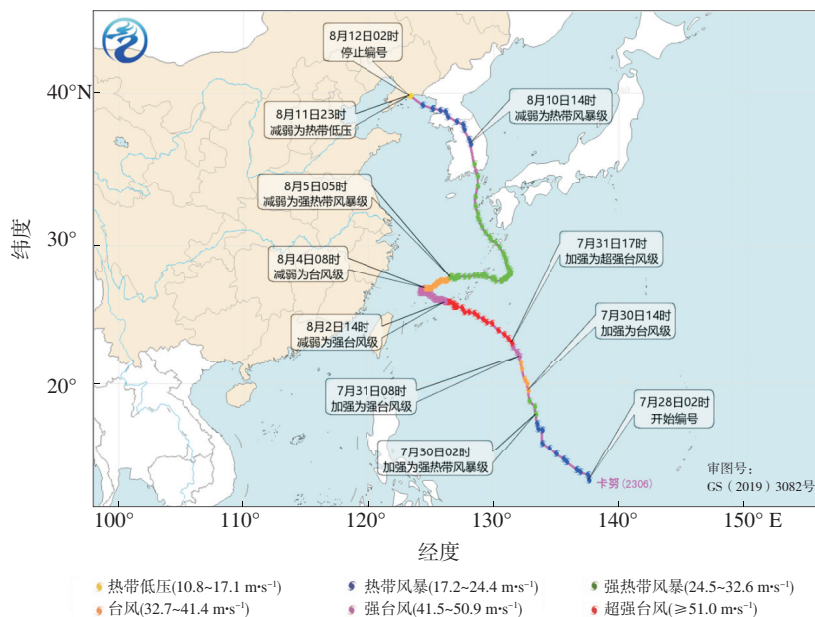 8月12日02时
停止编号
40°N
8月11日23时
减弱为热带低压
8月10日14时
减弱为热带风暴级
8月5日05时
减弱为强热带风暴级
30°
纬度
8月4日08时
减弱为台风级
7月31日17时
加强为超强台风级
8月2日14时
减弱为强台风级
7月30日14时
加强为台风级
20°
7月31日08时
加强为强台风级
7月28日02时
开始编号
7月30日02时
加强为强热带风暴级
卡努(2306)
审图号：
GS（2019）3082号
100°
110°
120°
130°
140°
150° E
经度
热带低压(10.8~17.1 m•s⁻¹)
热带风暴(17.2~24.4 m•s⁻¹)
强热带风暴(24.5~32.6 m•s⁻¹)
台风(32.7~41.4 m•s⁻¹)
强台风(41.5~50.9 m•s⁻¹)
超强台风(≥51.0 m•s⁻¹)